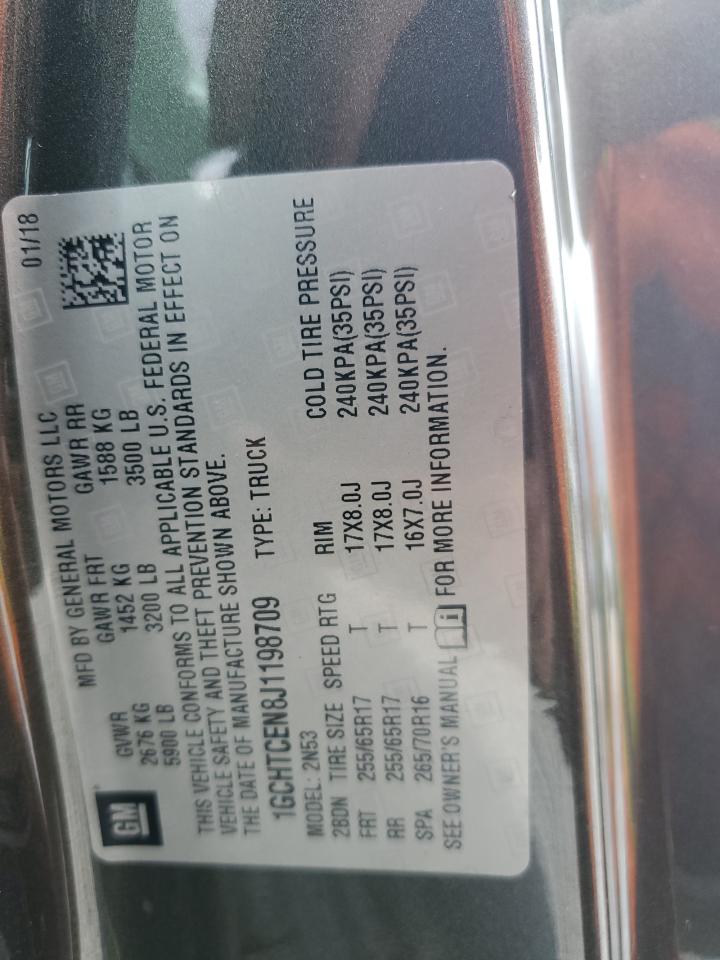 GM
MFD BY GENERAL MOTORS LLC
01/18
GVWR GAWR FRT GAWR RR
2676 KG 1452 KG 1588 KG
5900 LB 3200 LB 3500 LB
THIS VEHICLE CONFORMS TO ALL APPLICABLE U.S. FEDERAL MOTOR
VEHICLE SAFETY AND THEFT PREVENTION STANDARDS IN EFFECT ON
THE DATE OF MANUFACTURE SHOWN ABOVE.
1GCHTCEN8J1198709 TYPE: TRUCK
MODEL: 2N53
2BDN TIRE SIZE SPEED RTG RIM COLD TIRE PRESSURE
FRT 255/65R17 T 17X8.0J 240KPA(35PSI)
RR 255/65R17 T 17X8.0J 240KPA(35PSI)
SPA 265/70R16 T 16X7.0J 240KPA(35PSI)
SEE OWNER'S MANUAL FOR MORE INFORMATION.